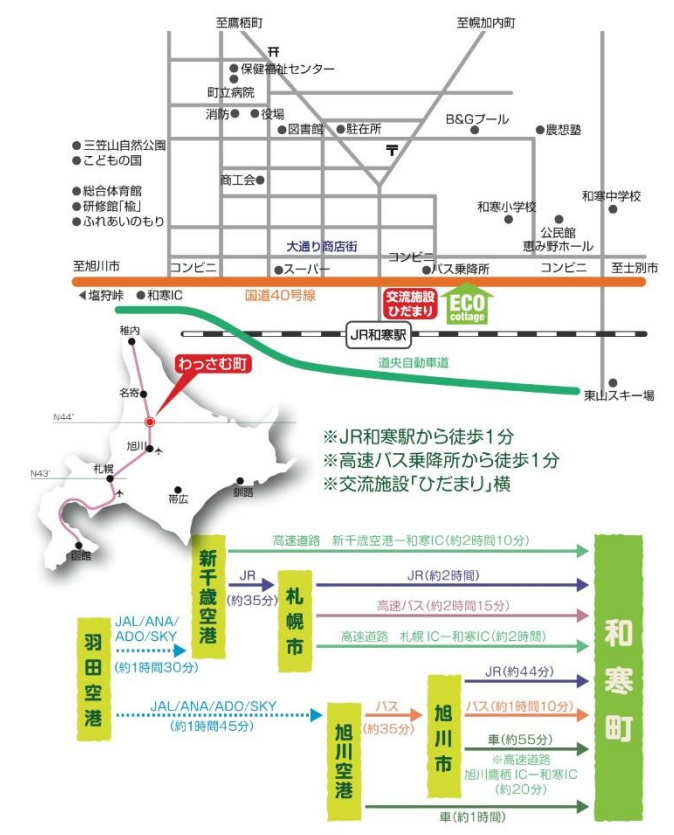 至鷹栖町
至幌加内町
保健福祉センター
町立病院
消防
役場
図書館
駐在所
B&Gプール
農想塾
〒
三笠山自然公園
こどもの国
総合体育館
研修館「楡」
ふれあいのもり
商工会
和寒小学校
和寒中学校
公民館
恵み野ホール
大通り商店街
コンビニ
至旭川市
コンビニ
スーパー
バス乗降所
コンビニ
至士別市
塩狩峠
和寒IC
国道40号線
交流施設
ひだまり
ECO
cottage
JR和寒駅
道央自動車道
東山スキー場
稚内
わっさむ町
名寄
N44°
旭川
N43°
札幌
帯広
釧路
函館
※JR和寒駅から徒歩1分
※高速バス乗降所から徒歩1分
※交流施設「ひだまり」横
高速道路 新千歳空港ー和寒IC(約2時間10分)
新千歳空港
JR
(約35分)
札幌市
JR(約2時間)
高速バス(約2時間15分)
高速道路 札幌ICー和寒IC(約2時間)
羽田空港
JAL/ANA/
ADO/SKY
(約1時間30分)
JAL/ANA/ADO/SKY
(約1時間45分)
旭川空港
バス
(約35分)
旭川市
JR(約44分)
バス(約1時間10分)
車(約55分)
※高速道路
旭川鷹栖ICー和寒IC
(約20分)
車(約1時間)
和寒町